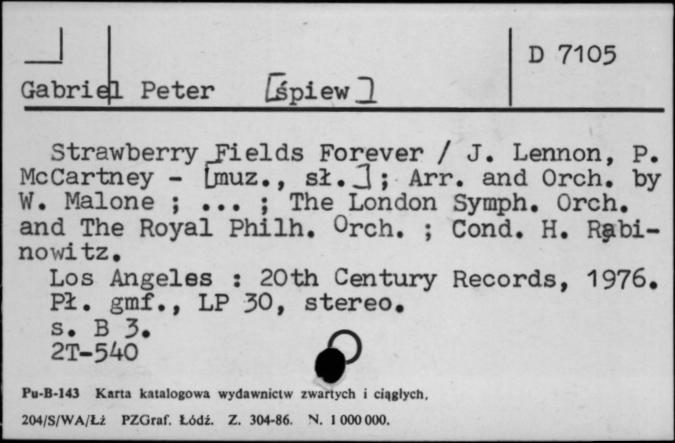 D 7105
Gabriel Peter [śpiew]
Strawberry Fields Forever / J. Lennon, P.
McCartney - [muz., sł.]; Arr. and Orch. by
W. Malone ; ... ; The London Symph. Orch.
and The Royal Philh. Orch. ; Cond. H. Rabi-
nowitz.
Los Angeles : 20th Century Records, 1976.
Pł. gmf., LP 30, stereo.
s. B 3.
2T-540
Pu-B-143 Karta katalogowa wydawnictw zwartych i ciągłych,
204/S/WA/Łż PZGraf. Łódź. Z. 304-86. N. 1 000 000.